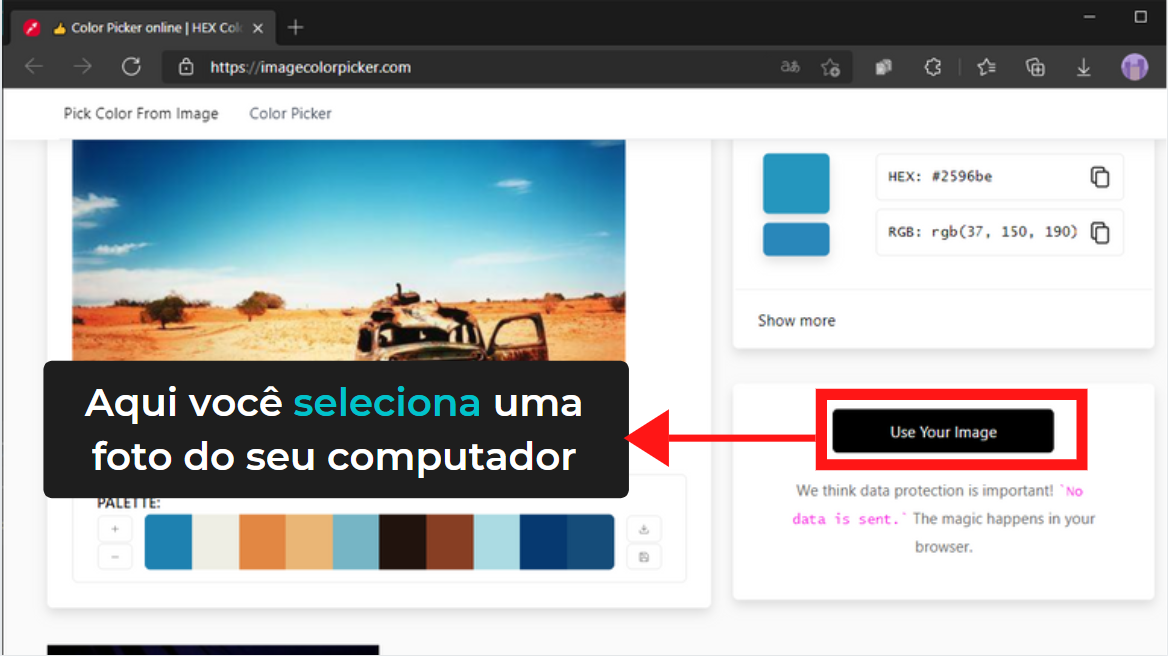 👍 Color Picker online | HEX Col
https://imagecolorpicker.com
Pick Color From Image
Color Picker
HEX: #2596be
RGB: rgb(37, 150, 190)
Show more
Aqui você seleciona uma
foto do seu computador
Use Your Image
We think data protection is important! `No
data is sent.` The magic happens in your
browser.
PALETTE:
+
−